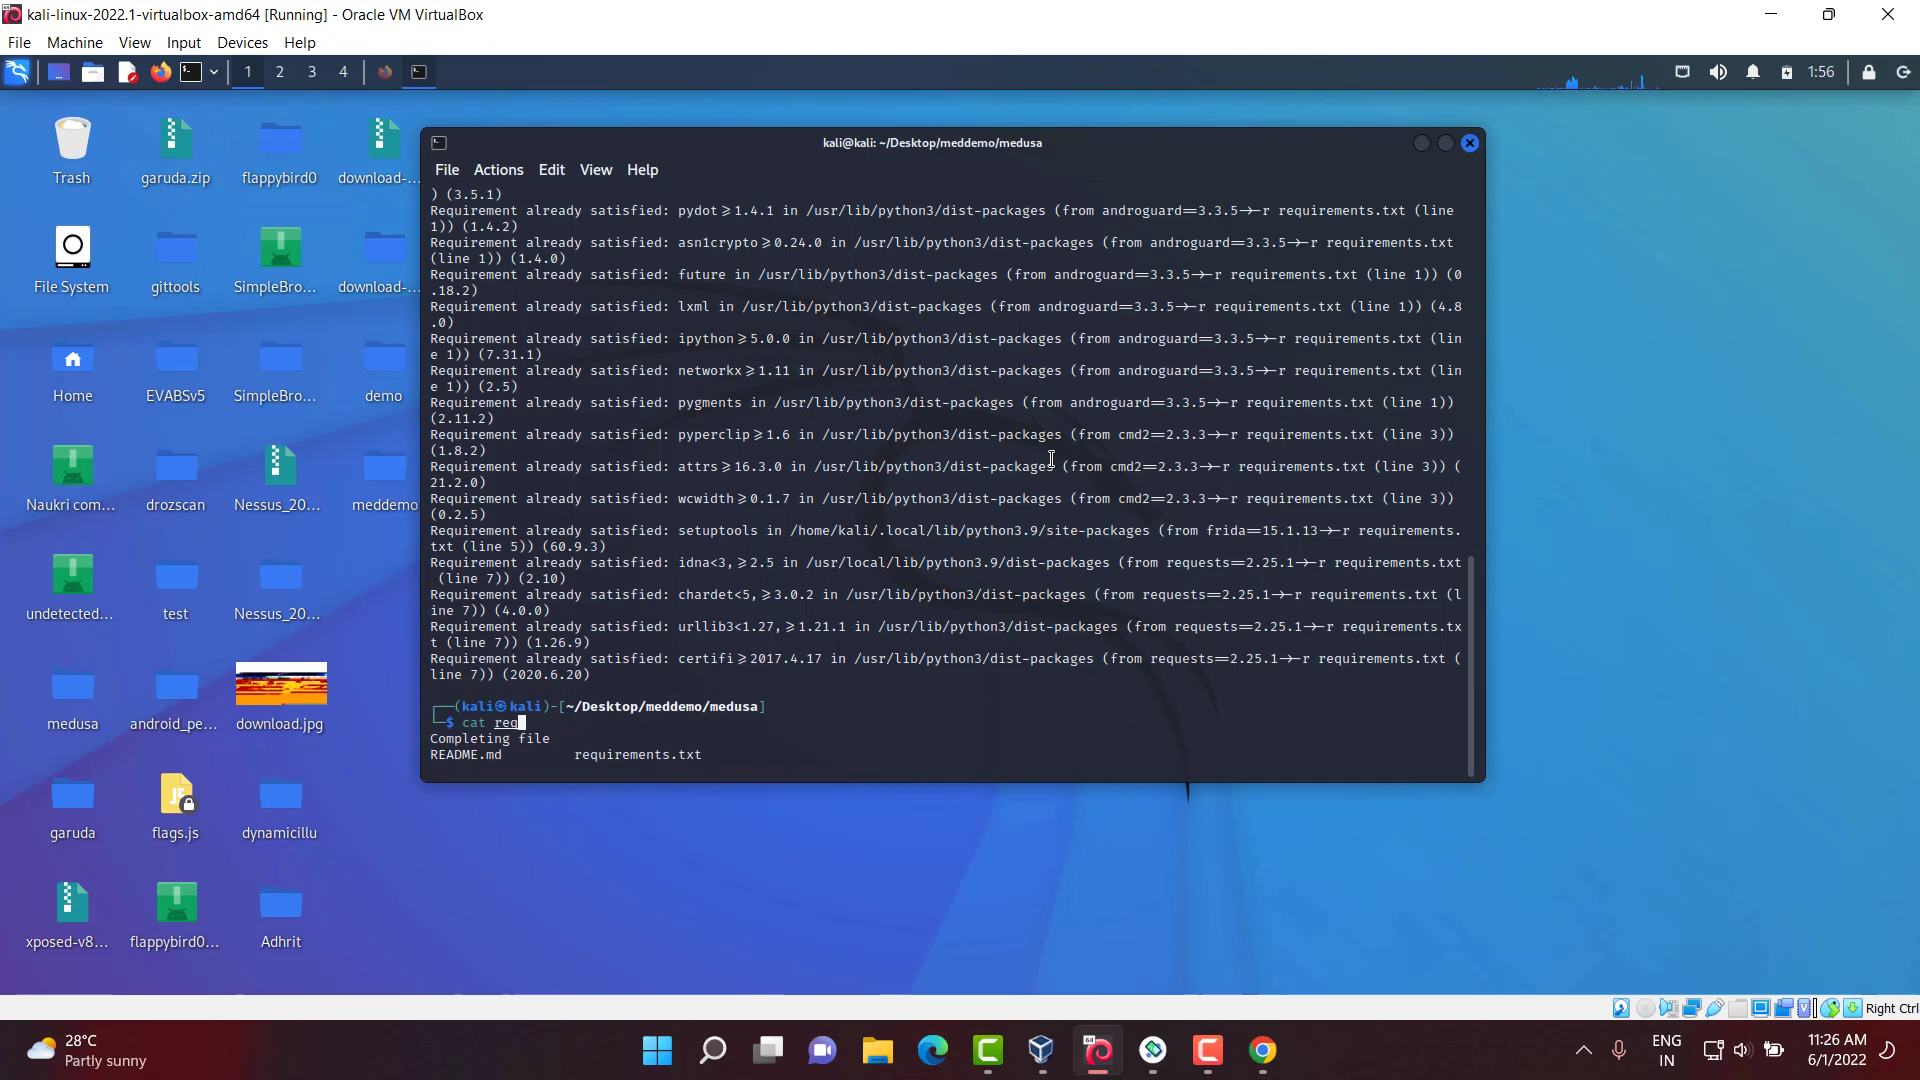 kali-linux-2022.1-virtualbox-amd64 [Running] - Oracle VM VirtualBox
File Machine View Input Devices Help
1 2 3 4 1:56
kali@kali: ~/Desktop/meddemo/medusa
File Actions Edit View Help
) (3.5.1)
Requirement already satisfied: pydot≥1.4.1 in /usr/lib/python3/dist-packages (from androguard==3.3.5->-r requirements.txt (line
1)) (1.4.2)
Requirement already satisfied: asn1crypto≥0.24.0 in /usr/lib/python3/dist-packages (from androguard==3.3.5->-r requirements.txt
(line 1)) (1.4.0)
Requirement already satisfied: future in /usr/lib/python3/dist-packages (from androguard==3.3.5->-r requirements.txt (line 1)) (0
.18.2)
Requirement already satisfied: lxml in /usr/lib/python3/dist-packages (from androguard==3.3.5->-r requirements.txt (line 1)) (4.8
.0)
Requirement already satisfied: ipython≥5.0.0 in /usr/lib/python3/dist-packages (from androguard==3.3.5->-r requirements.txt (lin
e 1)) (7.31.1)
Requirement already satisfied: networkx≥1.11 in /usr/lib/python3/dist-packages (from androguard==3.3.5->-r requirements.txt (lin
e 1)) (2.5)
Requirement already satisfied: pygments in /usr/lib/python3/dist-packages (from androguard==3.3.5->-r requirements.txt (line 1))
(2.11.2)
Requirement already satisfied: pyperclip≥1.6 in /usr/lib/python3/dist-packages (from cmd2==2.3.3->-r requirements.txt (line 3))
(1.8.2)
Requirement already satisfied: attrs≥16.3.0 in /usr/lib/python3/dist-packages (from cmd2==2.3.3->-r requirements.txt (line 3)) (
21.2.0)
Requirement already satisfied: wcwidth≥0.1.7 in /usr/lib/python3/dist-packages (from cmd2==2.3.3->-r requirements.txt (line 3))
(0.2.5)
Requirement already satisfied: setuptools in /home/kali/.local/lib/python3.9/site-packages (from frida==15.1.13->-r requirements.
txt (line 5)) (60.9.3)
Requirement already satisfied: idna<3,≥2.5 in /usr/local/lib/python3.9/dist-packages (from requests==2.25.1->-r requirements.txt
(line 7)) (2.10)
Requirement already satisfied: chardet<5,≥3.0.2 in /usr/lib/python3/dist-packages (from requests==2.25.1->-r requirements.txt (l
ine 7)) (4.0.0)
Requirement already satisfied: urllib3<1.27,≥1.21.1 in /usr/lib/python3/dist-packages (from requests==2.25.1->-r requirements.tx
t (line 7)) (1.26.9)
Requirement already satisfied: certifi≥2017.4.17 in /usr/lib/python3/dist-packages (from requests==2.25.1->-r requirements.txt (
line 7)) (2020.6.20)
┌──(kali㉿kali)-[~/Desktop/meddemo/medusa]
└─$ cat req
Completing file
README.md requirements.txt
Trash garuda.zip flappybird0 download-...
File System gittools SimpleBro... download-...
Home EVABSv5 SimpleBro... demo
Naukri com... drozscan Nessus_20... meddemo
undetected... test Nessus_20...
medusa android_pe... download.jpg
garuda flags.js dynamicillu
xposed-v8... flappybird0... Adhrit
Right Ctrl
28°C
Partly sunny
ENG
IN
11:26 AM
6/1/2022